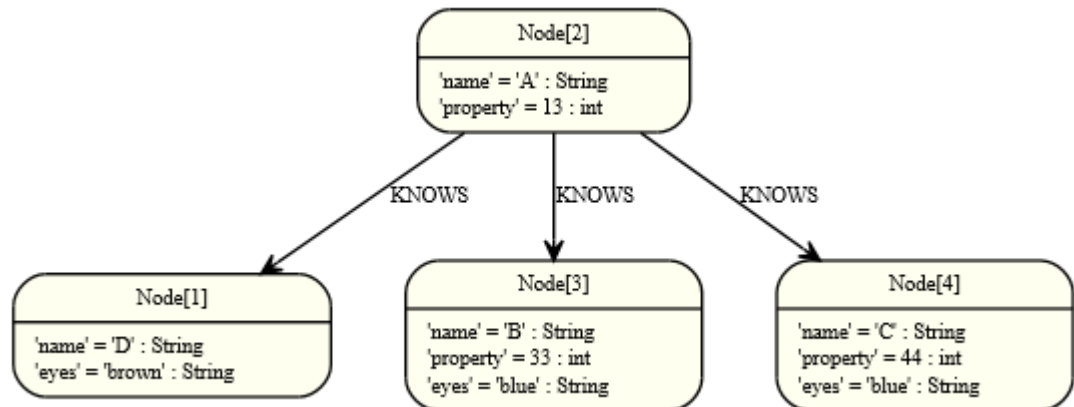 Node[2]
'name' = 'A' : String
'property' = 13 : int
KNOWS
KNOWS
KNOWS
Node[1]
'name' = 'D' : String
'eyes' = 'brown' : String
Node[3]
'name' = 'B' : String
'property' = 33 : int
'eyes' = 'blue' : String
Node[4]
'name' = 'C' : String
'property' = 44 : int
'eyes' = 'blue' : String